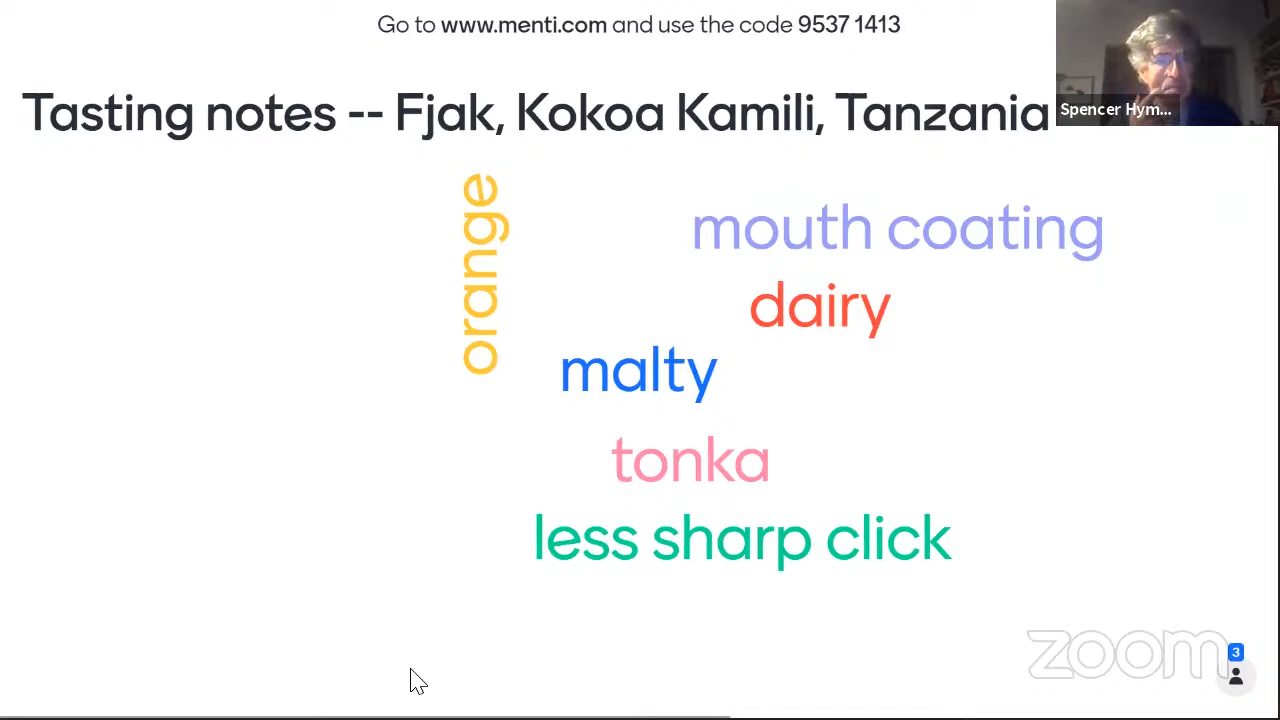 Go to www.menti.com and use the code 9537 1413
Spencer Hym...
Tasting notes -- Fjak, Kokoa Kamili, Tanzania
orange
mouth coating
dairy
malty
tonka
less sharp click
zoom
3